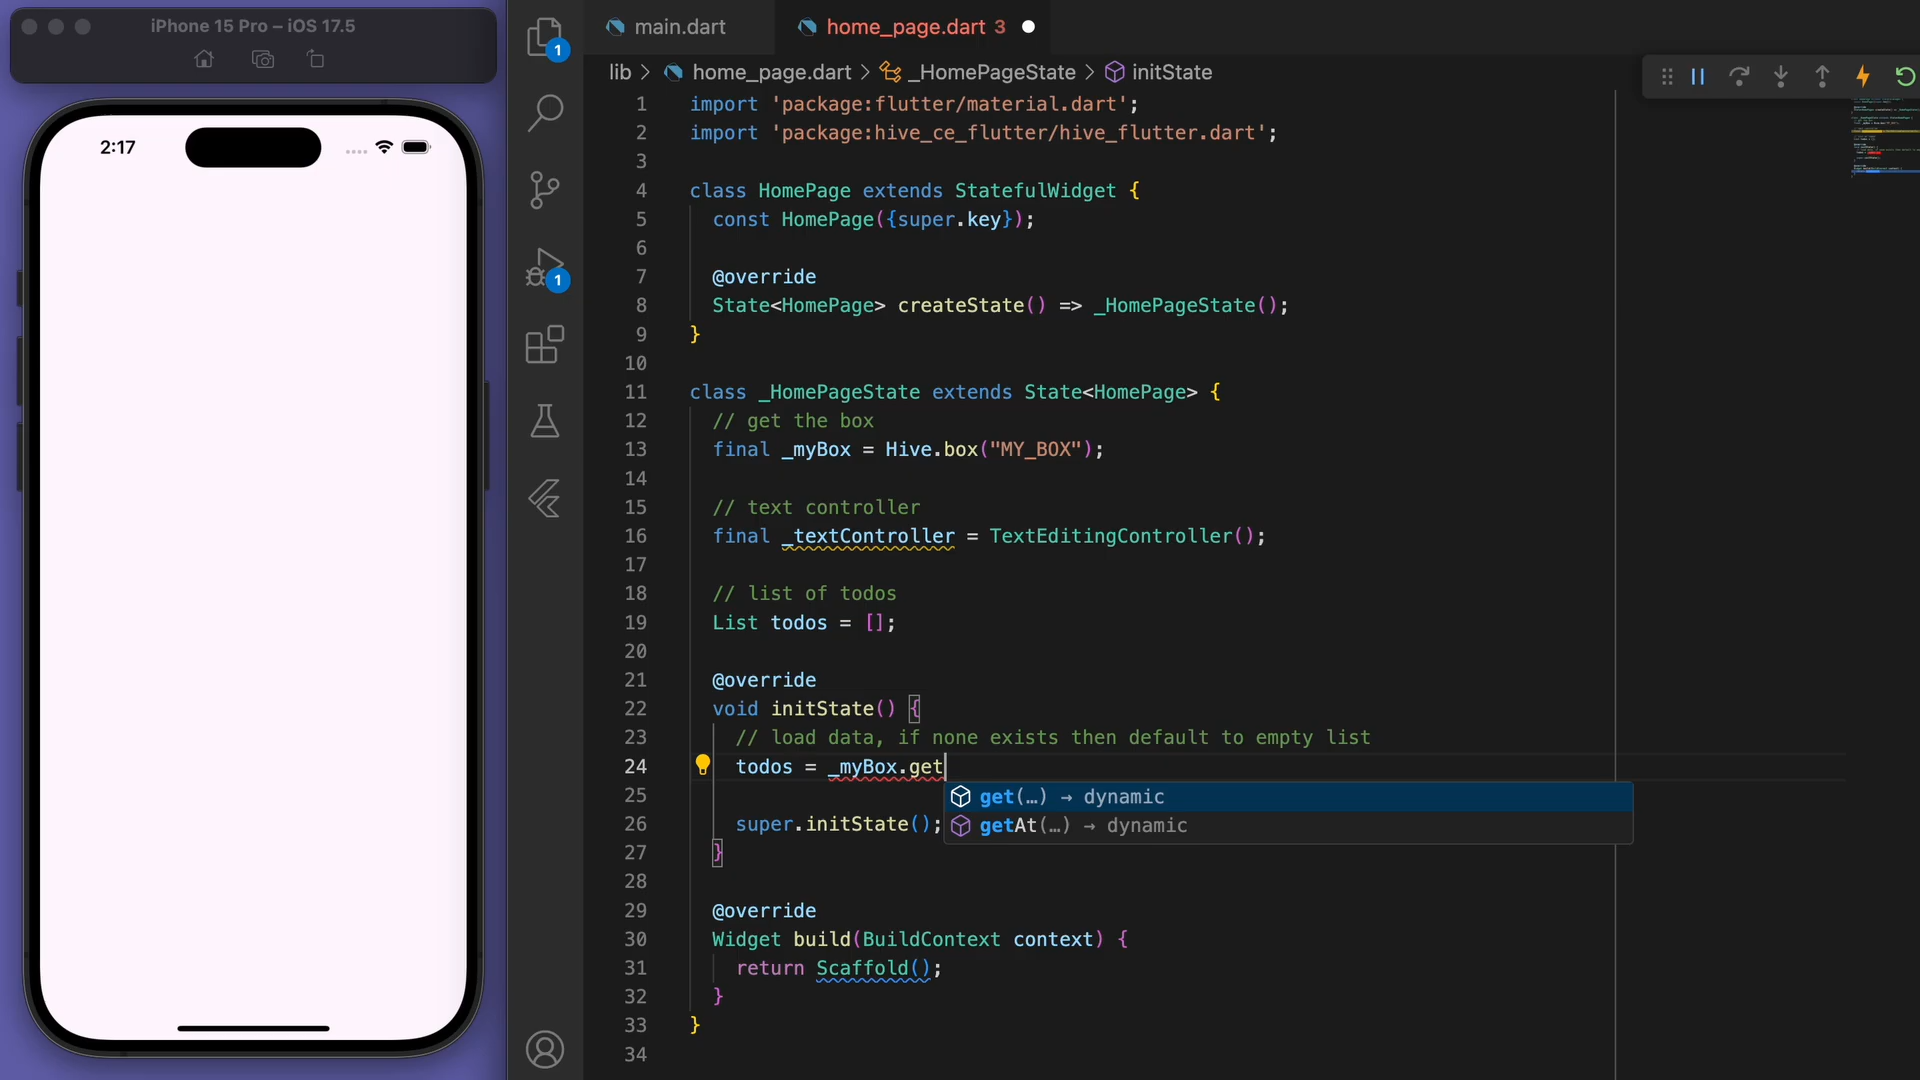 iPhone 15 Pro – iOS 17.5
2:17
1
1
main.dart
home_page.dart 3
lib > home_page.dart > _HomePageState > initState
1 import 'package:flutter/material.dart';
2 import 'package:hive_ce_flutter/hive_flutter.dart';
3
4 class HomePage extends StatefulWidget {
5 const HomePage({super.key});
6
7 @override
8 State<HomePage> createState() => _HomePageState();
9 }
10
11 class _HomePageState extends State<HomePage> {
12 // get the box
13 final _myBox = Hive.box("MY_BOX");
14
15 // text controller
16 final _textController = TextEditingController();
17
18 // list of todos
19 List todos = [];
20
21 @override
22 void initState() {
23 // load data, if none exists then default to empty list
24 todos = _myBox.get
get(…) → dynamic
getAt(…) → dynamic
25
26 super.initState();
27 }
28
29 @override
30 Widget build(BuildContext context) {
31 return Scaffold();
32 }
33 }
34